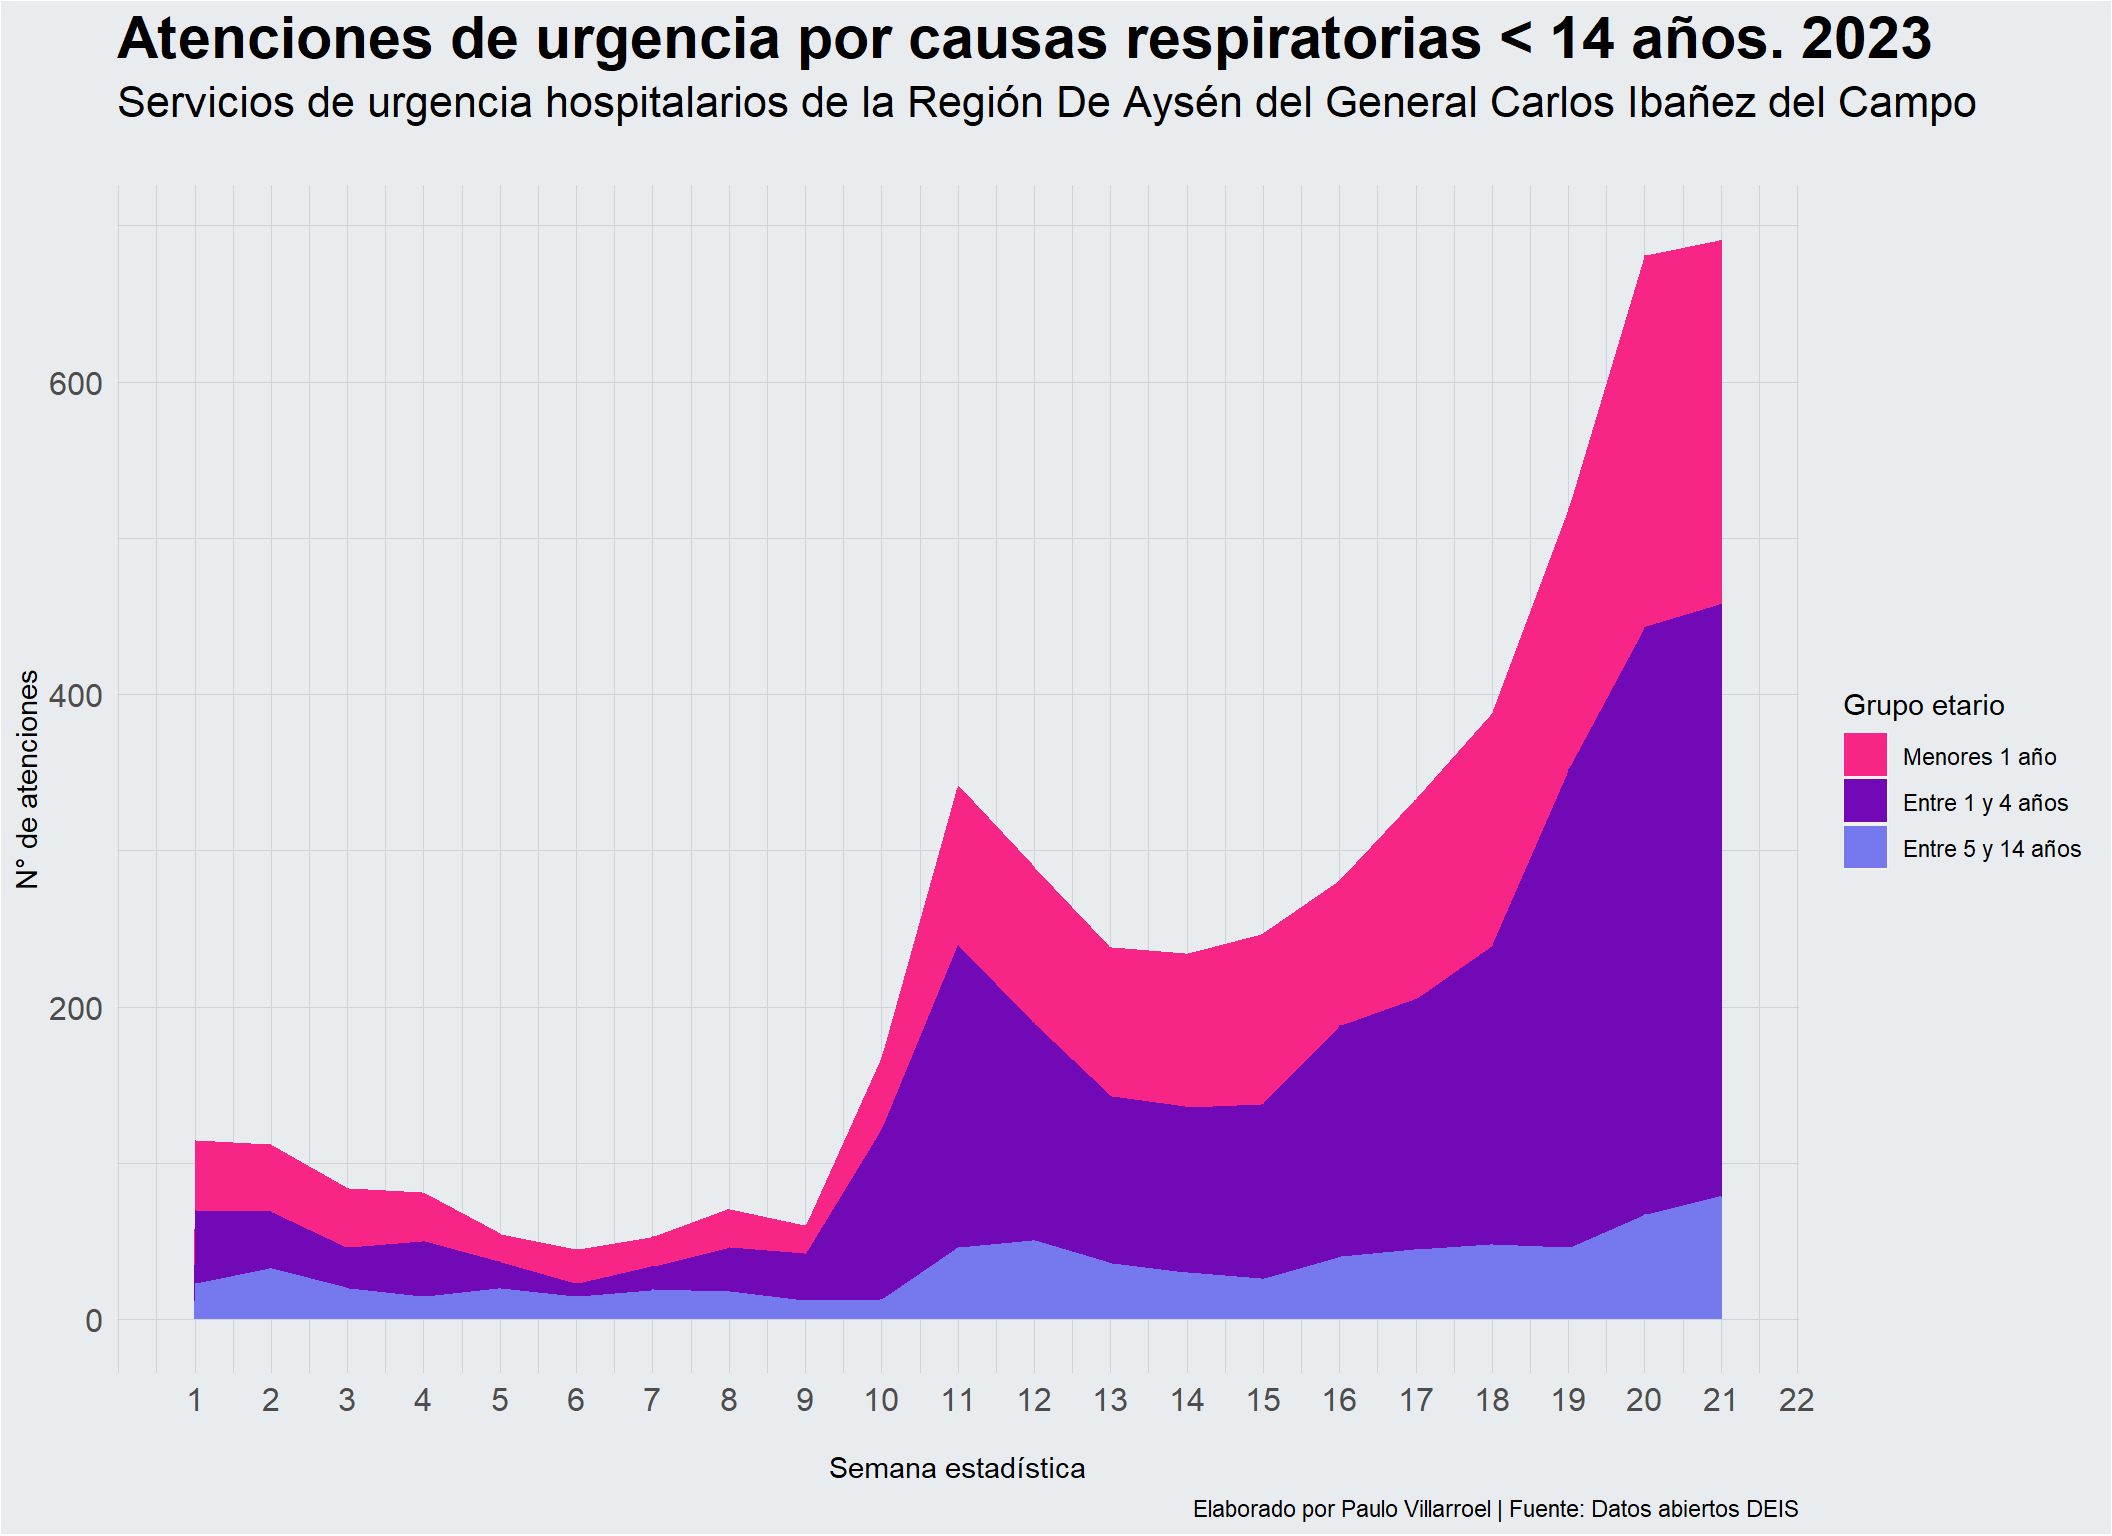 Atenciones de urgencia por causas respiratorias < 14 años. 2023
Servicios de urgencia hospitalarios de la Región De Aysén del General Carlos Ibañez del Campo
600
400
200
0
N° de atenciones
1 2 3 4 5 6 7 8 9 10 11 12 13 14 15 16 17 18 19 20 21 22
Semana estadística
Grupo etario
Menores 1 año
Entre 1 y 4 años
Entre 5 y 14 años
Elaborado por Paulo Villarroel | Fuente: Datos abiertos DEIS